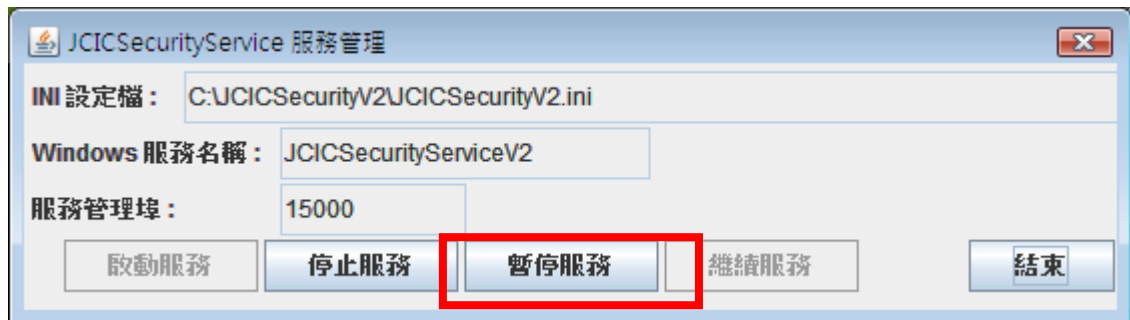 JCICSecurityService 服務管理
INI 設定檔： C:\JCICSecurityV2\JCICSecurityV2.ini
Windows 服務名稱： JCICSecurityServiceV2
服務管理埠： 15000
啟動服務 停止服務 暫停服務 繼續服務 結束